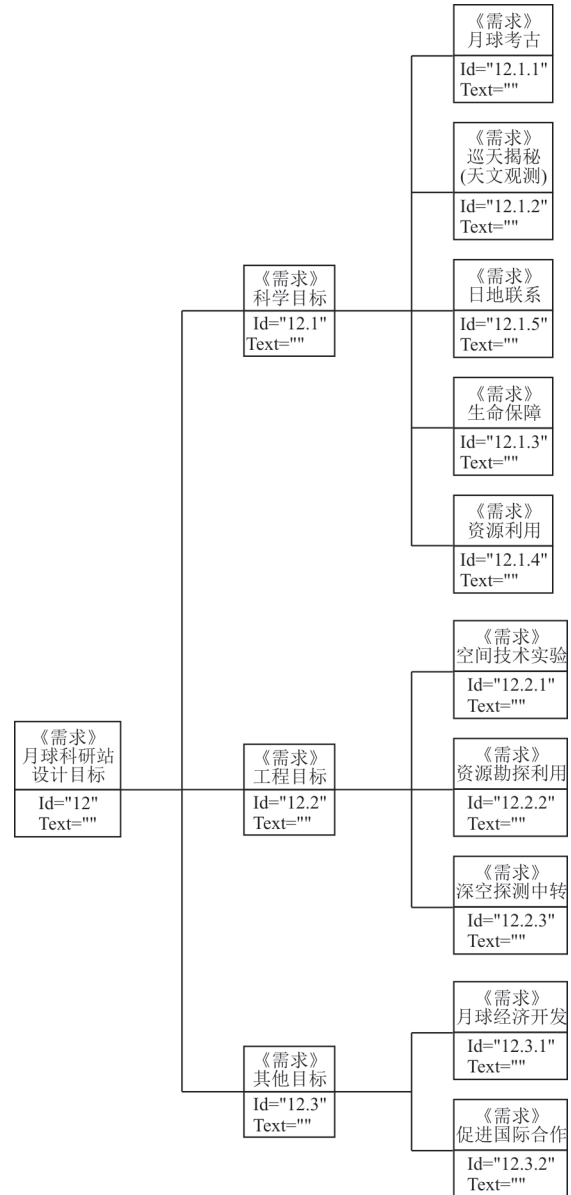 《需求》
月球科研站
设计目标
Id="12"
Text=""
《需求》
科学目标
Id="12.1"
Text=""
《需求》
月球考古
Id="12.1.1"
Text=""
《需求》
巡天揭秘
(天文观测)
Id="12.1.2"
Text=""
《需求》
日地联系
Id="12.1.5"
Text=""
《需求》
生命保障
Id="12.1.3"
Text=""
《需求》
资源利用
Id="12.1.4"
Text=""
《需求》
工程目标
Id="12.2"
Text=""
《需求》
空间技术实验
Id="12.2.1"
Text=""
《需求》
资源勘探利用
Id="12.2.2"
Text=""
《需求》
深空探测中转
Id="12.2.3"
Text=""
《需求》
其他目标
Id="12.3"
Text=""
《需求》
月球经济开发
Id="12.3.1"
Text=""
《需求》
促进国际合作
Id="12.3.2"
Text=""